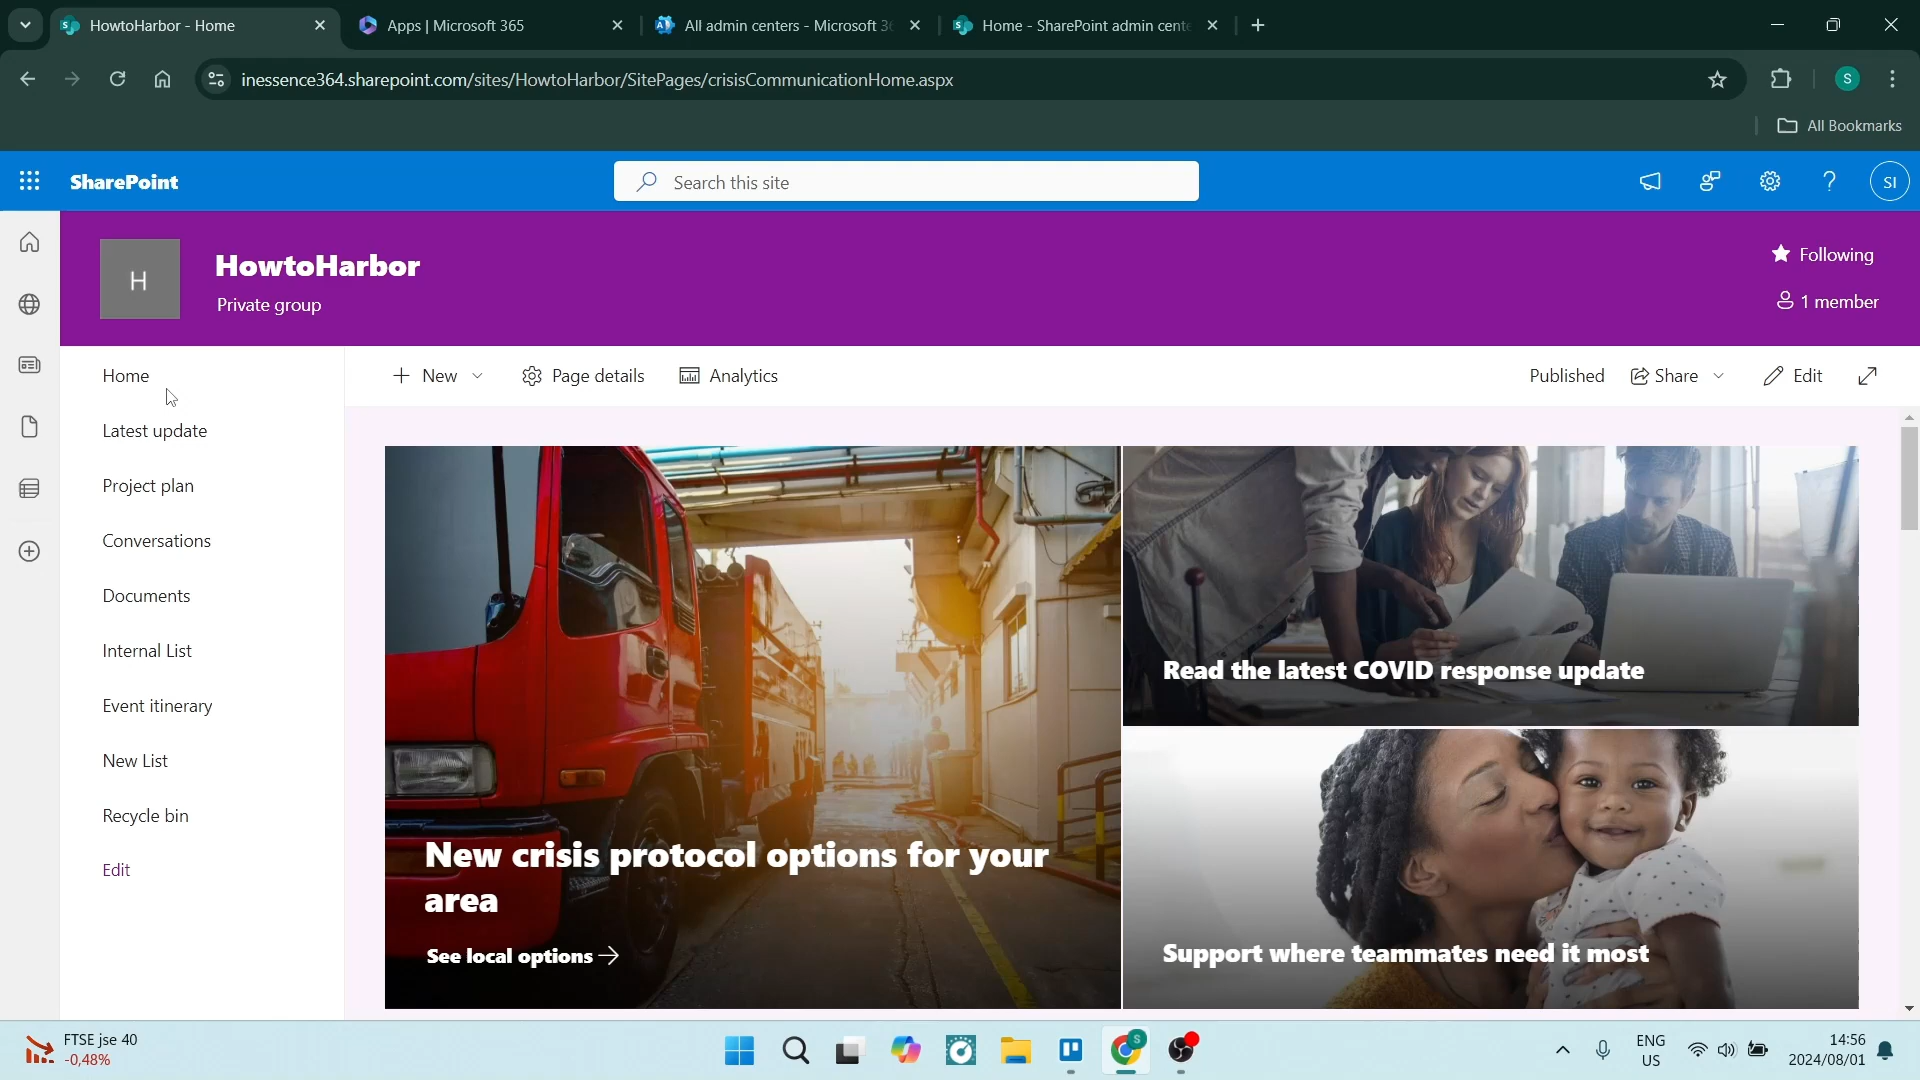 HowtoHarbor - Home
Apps | Microsoft 365
All admin centers - Microsoft 36
Home - SharePoint admin cente
inessence364.sharepoint.com/sites/HowtoHarbor/SitePages/crisisCommunicationHome.aspx
S
All Bookmarks
SharePoint
Search this site
SI
H
HowtoHarbor
Private group
Following
1 member
Home
Latest update
Project plan
Conversations
Documents
Internal List
Event itinerary
New List
Recycle bin
Edit
New
Page details
Analytics
Published
Share
Edit
New crisis protocol options for your
area
See local options
Read the latest COVID response update
Support where teammates need it most
FTSE jse 40
-0,48%
S
ENG
US
14:56
2024/08/01